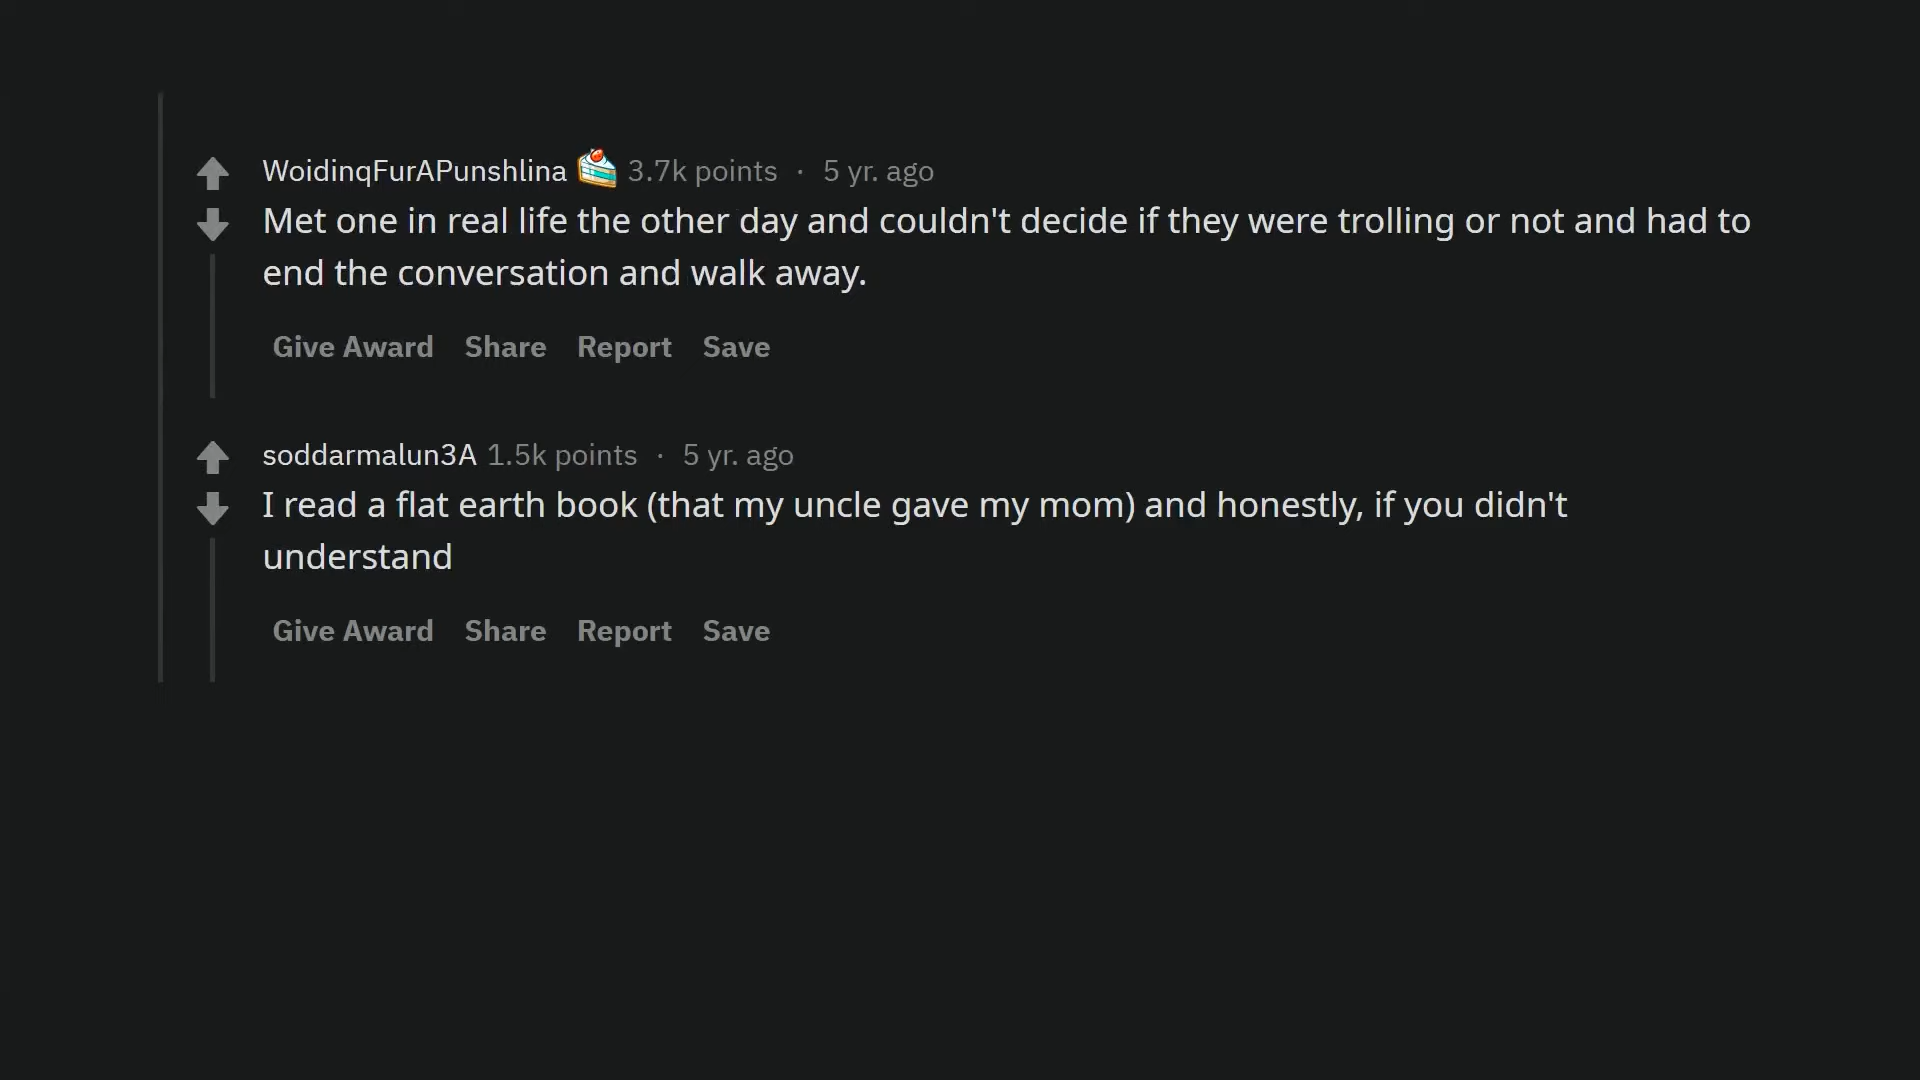 WoidinqFurAPunshlina 3.7k points · 5 yr. ago
Met one in real life the other day and couldn't decide if they were trolling or not and had to
end the conversation and walk away.
Give Award Share Report Save
soddarmalun3A 1.5k points · 5 yr. ago
I read a flat earth book (that my uncle gave my mom) and honestly, if you didn't
understand
Give Award Share Report Save